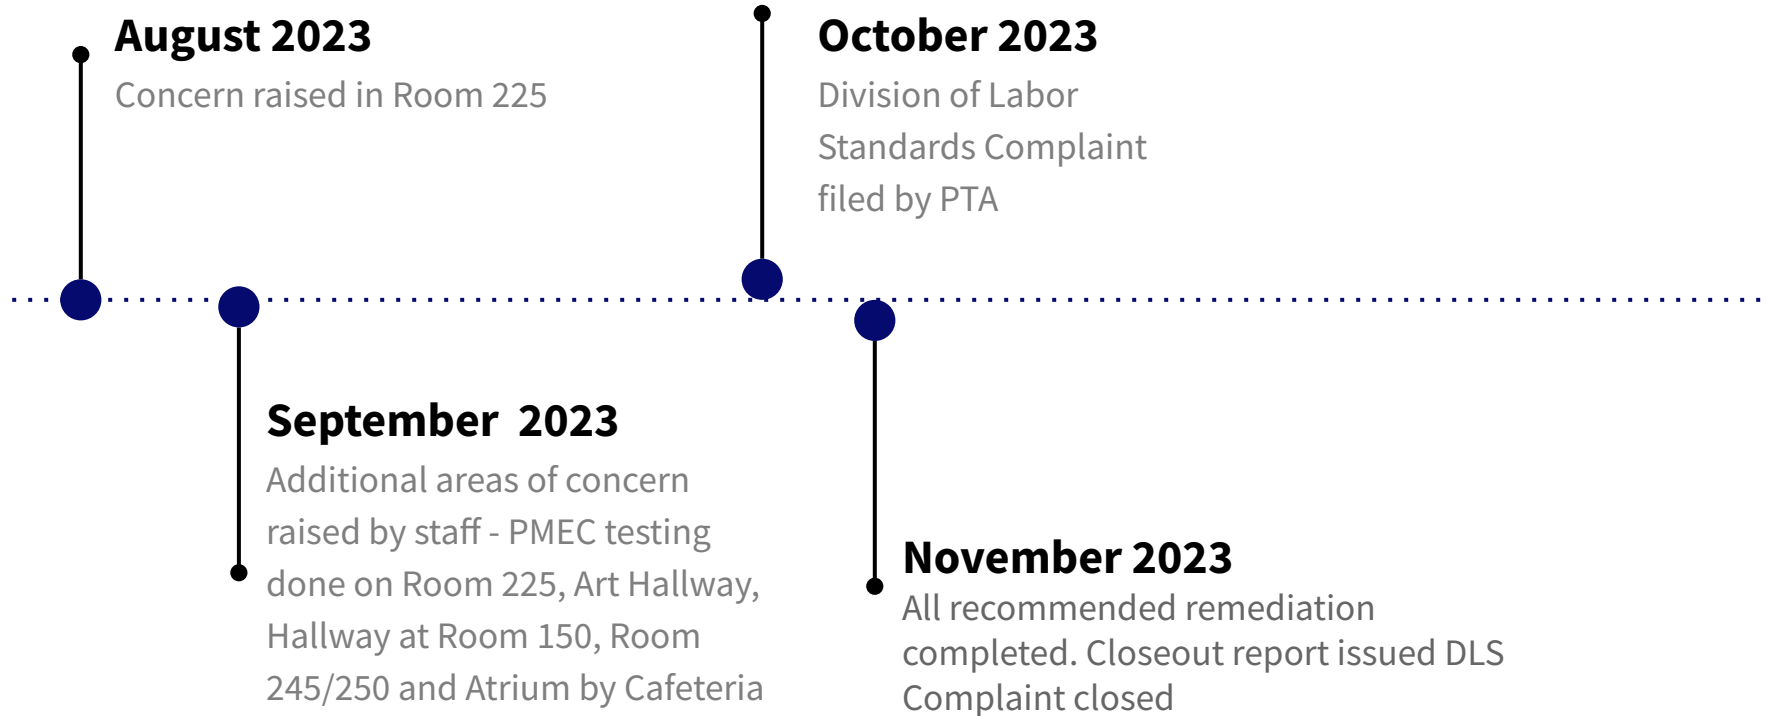 August 2023
Concern raised in Room 225
September  2023
Additional areas of concern
raised by staff - PMEC testing
done on Room 225, Art Hallway,
Hallway at Room 150, Room
245/250 and Atrium by Cafeteria
October 2023
Division of Labor
Standards Complaint
filed by PTA
November 2023
All recommended remediation
completed. Closeout report issued DLS
Complaint closed